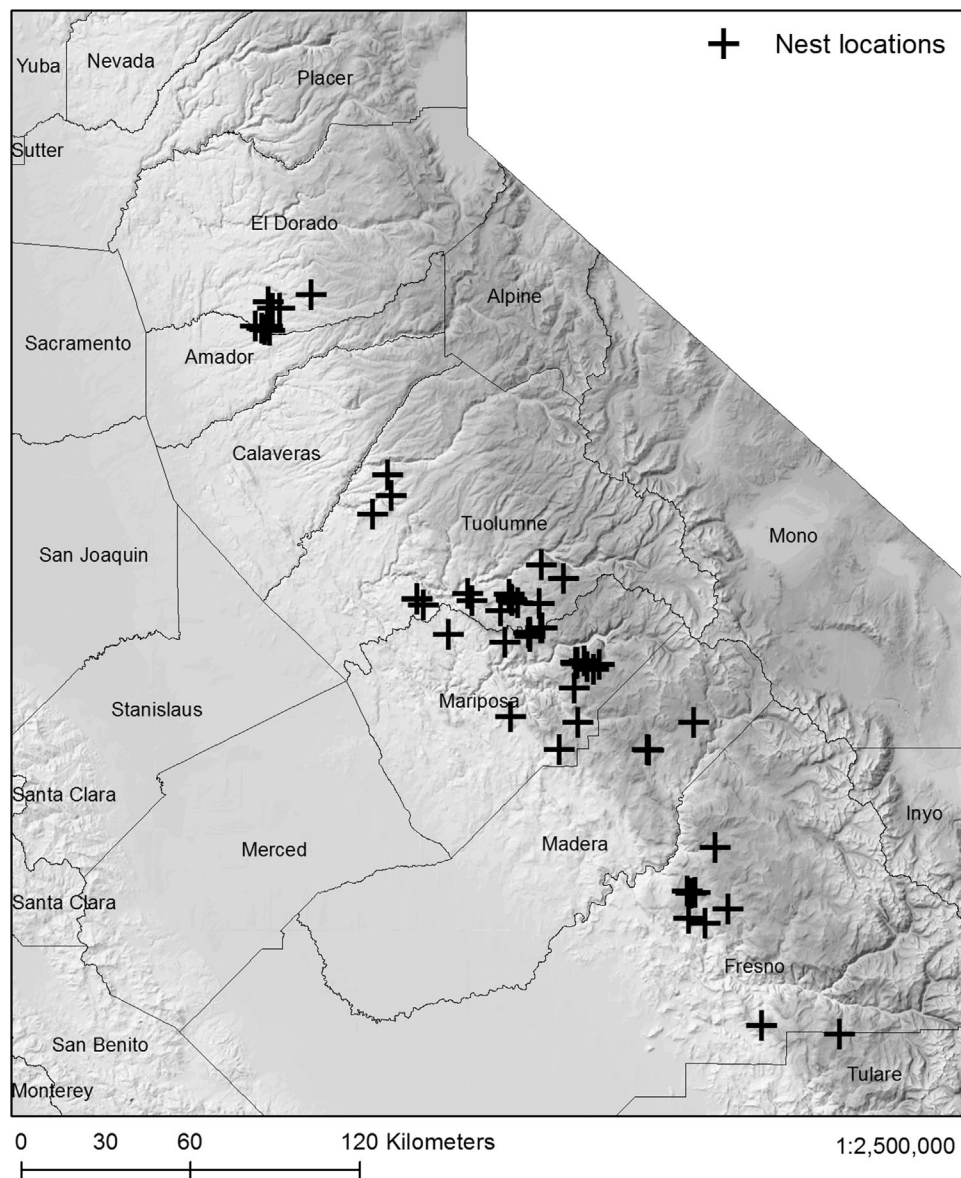 Nest locations
Yuba
Nevada
Placer
Sutter
El Dorado
Alpine
Sacramento
Amador
Calaveras
Tuolumne
Mono
San Joaquin
Mariposa
Stanislaus
Santa Clara
Inyo
Merced
Madera
Santa Clara
Fresno
San Benito
Tulare
Monterey
0 30 60 120 Kilometers
1:2,500,000